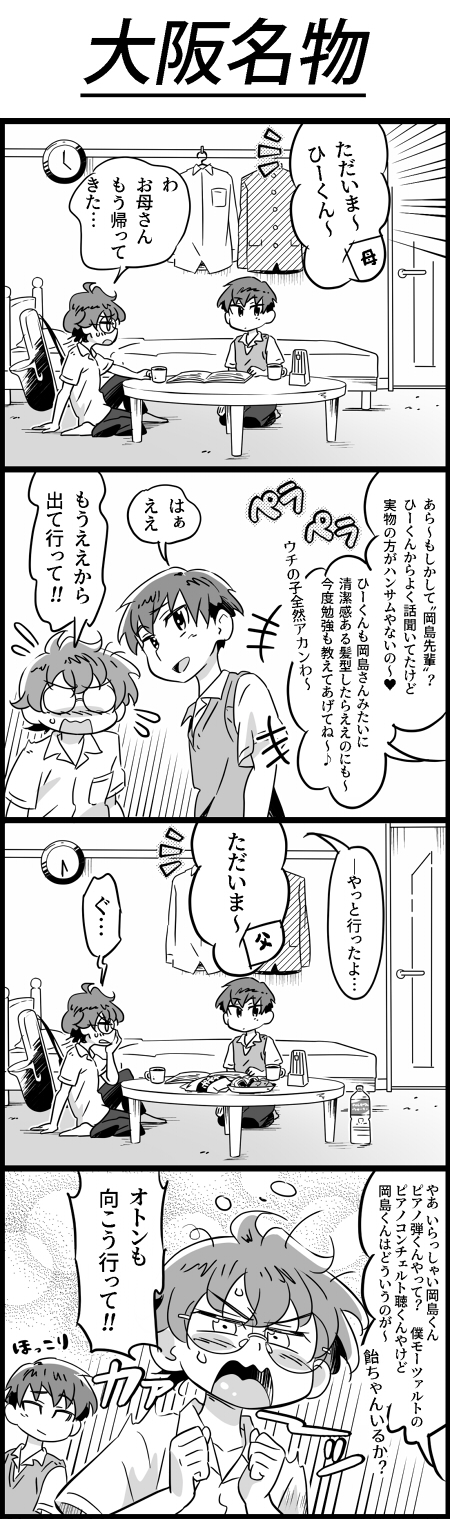 大阪名物
ただいま〜
ひーくん〜
母
わ
お母さん
もう帰って
きた…
あら〜もしかして〝岡島先輩〟?
ひーくんからよく話聞いてたけど
実物の方がハンサムやないの〜♥
ひーくんも岡島さんみたいに
清潔感ある髪型したらええのにも〜
今度勉強も教えてあげてね〜♪
ペラ
ペラ
ウチの子全然アカンわ〜
はぁ
ええ
もうええから
出て行って!!
―やっと行ったよ…
ただいま〜
父
ぐ…
やあ いらっしゃい岡島くん
ピアノ弾くんやって? 僕モーツァルトの
ピアノコンチェルト聴くんやけど
岡島くんはどういうのが〜
飴ちゃんいるか?
オトンも
向こう行って!!
カァーッ
ほっこり